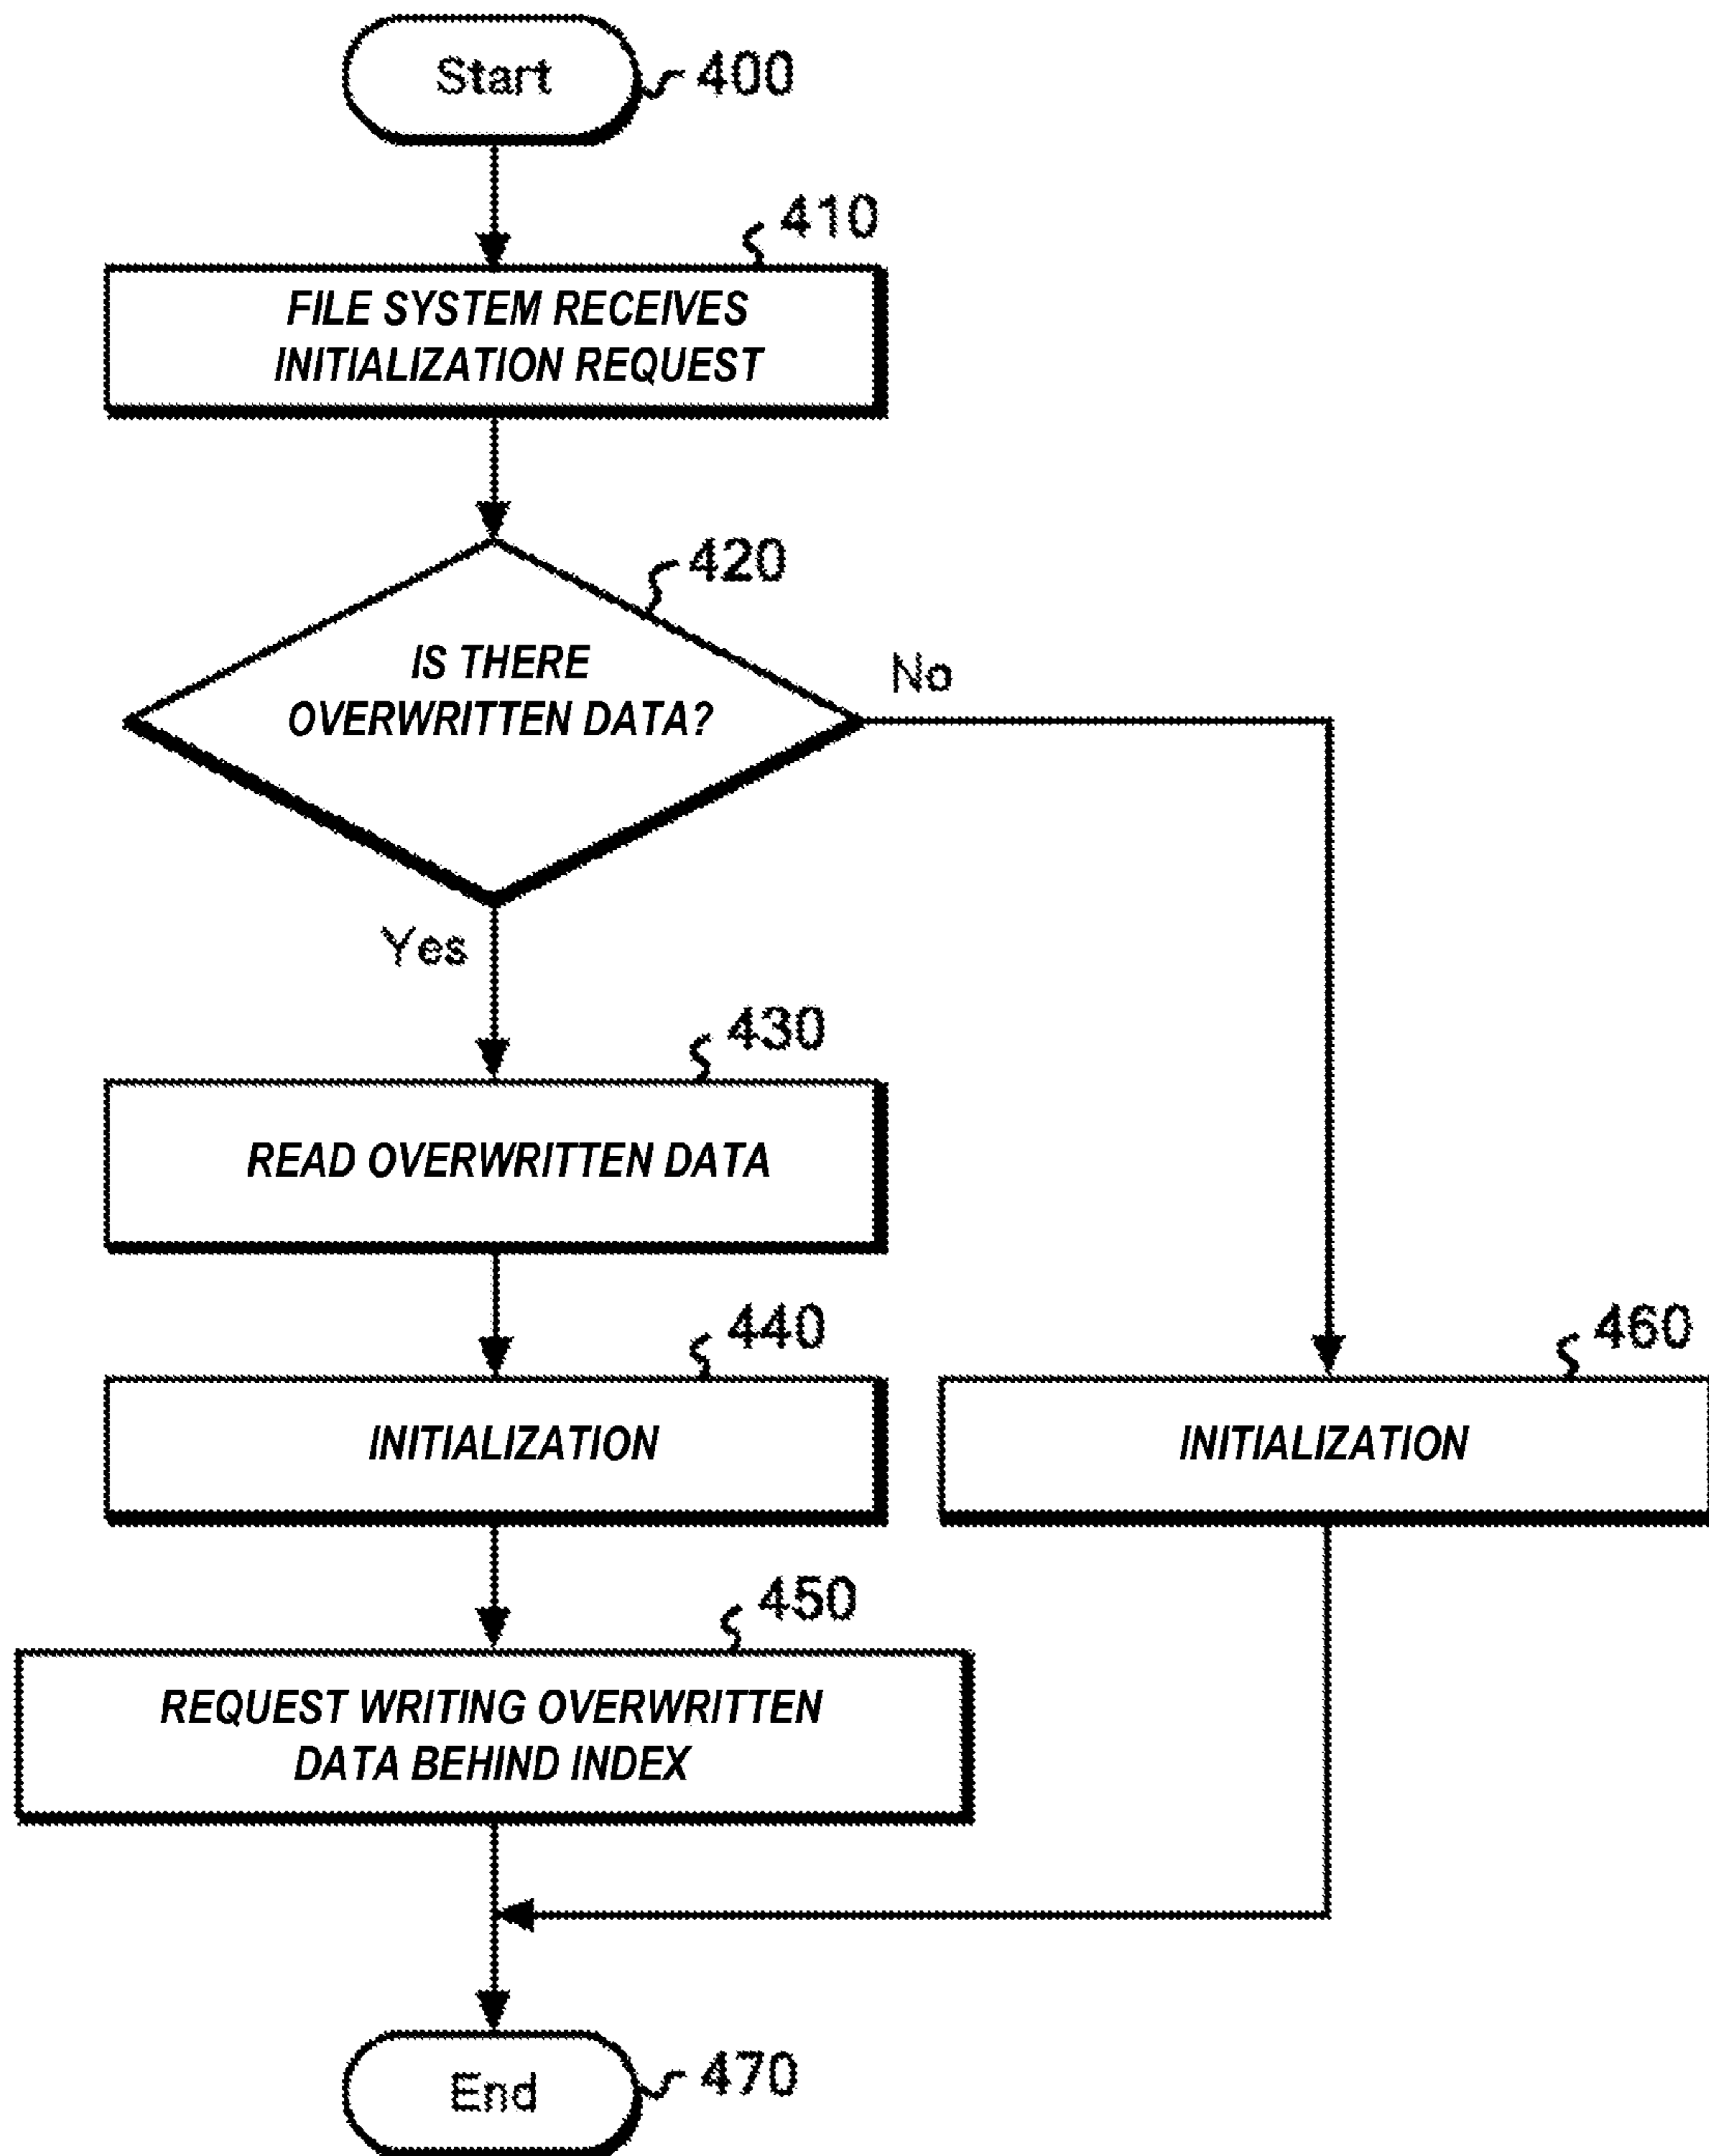 Start
400
410
FILE SYSTEM RECEIVES
INITIALIZATION REQUEST
420
IS THERE
OVERWRITTEN DATA?
No
Yes
430
READ OVERWRITTEN DATA
440
INITIALIZATION
460
INITIALIZATION
450
REQUEST WRITING OVERWRITTEN
DATA BEHIND INDEX
End
470